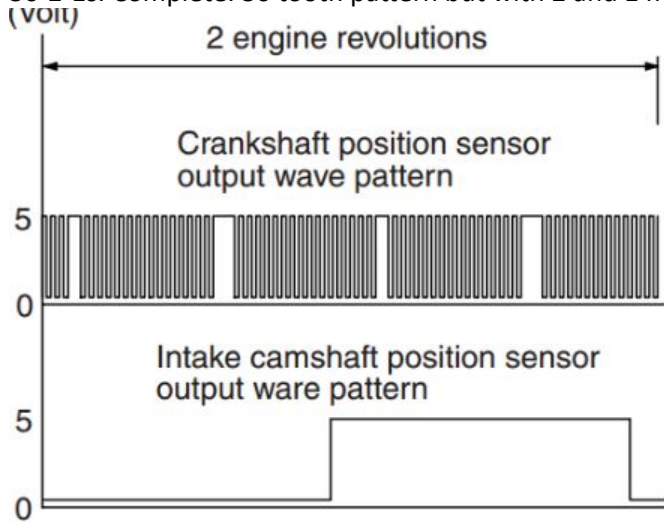 (Volt)
2 engine revolutions
Crankshaft position sensor
output wave pattern
5
0
Intake camshaft position sensor
output ware pattern
5
0